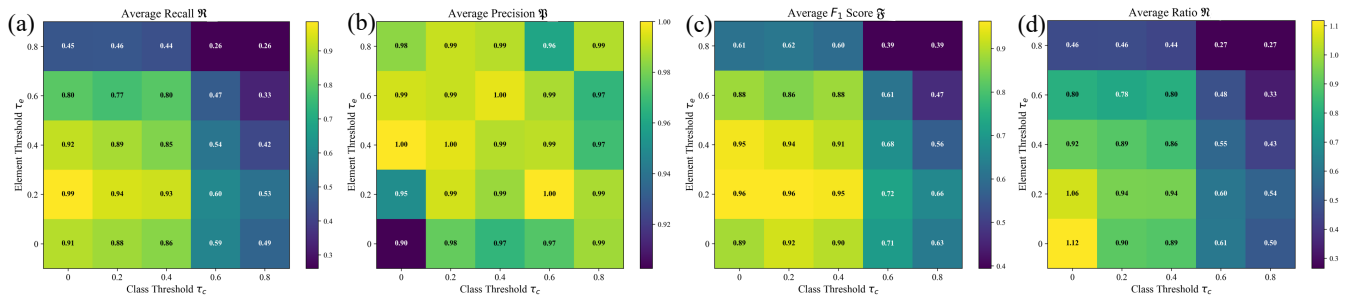 (a)
Average Recall ℜ
Element Threshold τe
0.8
0.6
0.4
0.2
0
0.45 0.46 0.44 0.26 0.26
0.80 0.77 0.80 0.47 0.33
0.92 0.89 0.85 0.54 0.42
0.99 0.94 0.93 0.60 0.53
0.91 0.88 0.86 0.59 0.49
0 0.2 0.4 0.6 0.8
Class Threshold τc
0.9
0.8
0.7
0.6
0.5
0.4
0.3
(b)
Average Precision 𝔓
Element Threshold τe
0.8
0.6
0.4
0.2
0
0.98 0.99 0.99 0.96 0.99
0.99 0.99 1.00 0.99 0.97
1.00 1.00 0.99 0.99 0.97
0.95 0.99 0.99 1.00 0.99
0.90 0.98 0.97 0.97 0.99
0 0.2 0.4 0.6 0.8
Class Threshold τc
1.00
0.98
0.96
0.94
0.92
(c)
Average F1 Score 𝔉
Element Threshold τe
0.8
0.6
0.4
0.2
0
0.61 0.62 0.60 0.39 0.39
0.88 0.86 0.88 0.61 0.47
0.95 0.94 0.91 0.68 0.56
0.96 0.96 0.95 0.72 0.66
0.89 0.92 0.90 0.71 0.63
0 0.2 0.4 0.6 0.8
Class Threshold τc
0.9
0.8
0.7
0.6
0.5
0.4
(d)
Average Ratio 𝔑
Element Threshold τe
0.8
0.6
0.4
0.2
0
0.46 0.46 0.44 0.27 0.27
0.80 0.78 0.80 0.48 0.33
0.92 0.89 0.86 0.55 0.43
1.06 0.94 0.94 0.60 0.54
1.12 0.90 0.89 0.61 0.50
0 0.2 0.4 0.6 0.8
Class Threshold τc
1.1
1.0
0.9
0.8
0.7
0.6
0.5
0.4
0.3